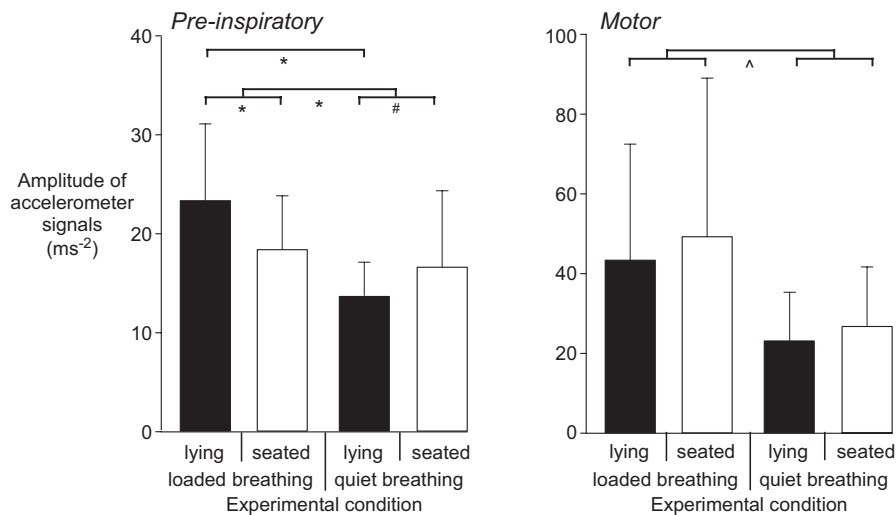 Pre-inspiratory
40
30
20
10
0
Amplitude of
accelerometer
signals
(ms-2)
*
* * #
lying seated lying seated
loaded breathing quiet breathing
Experimental condition
Motor
100
80
60
40
20
0
^
lying seated lying seated
loaded breathing quiet breathing
Experimental condition